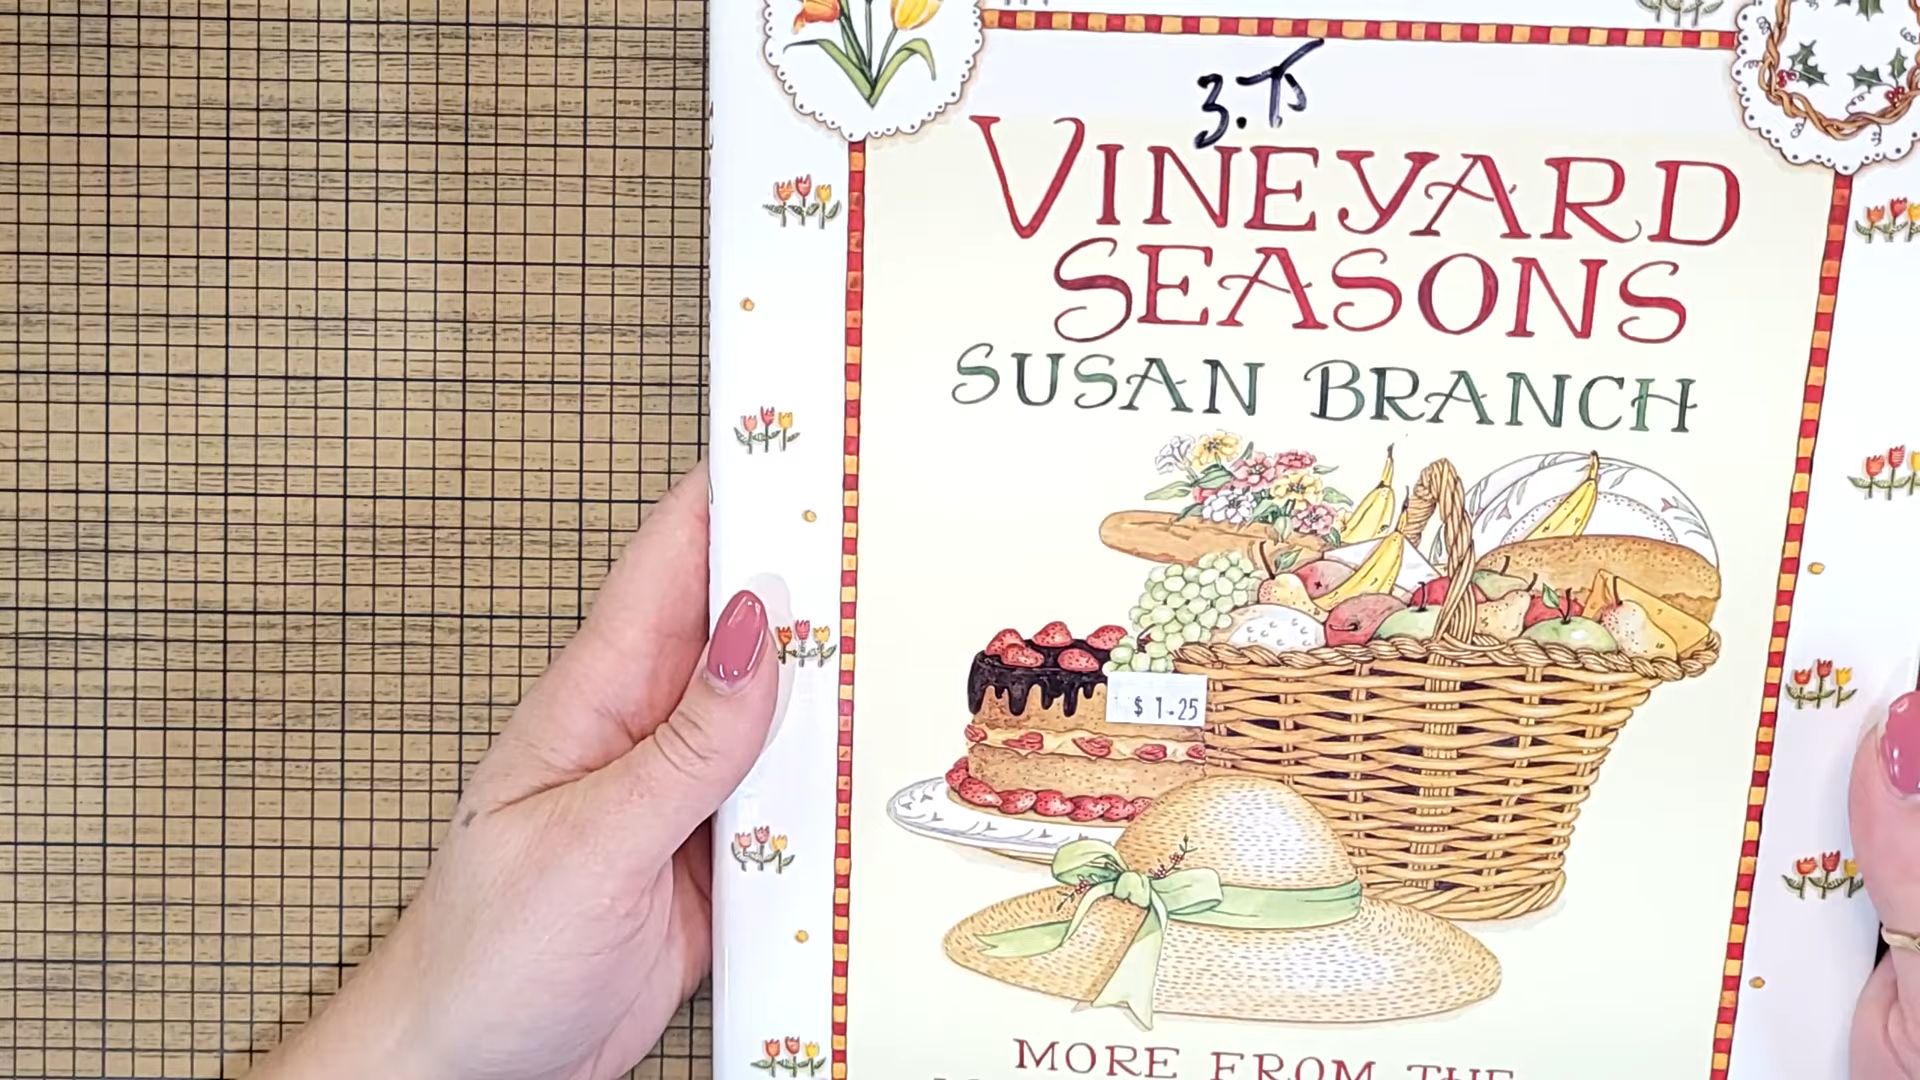 VINEYARD
SEASONS
SUSAN BRANCH
$ 1.25
MORE FROM THE